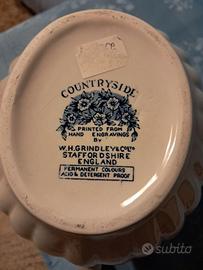 COUNTRYSIDE
PRINTED FROM
HAND ENGRAVINGS
BY
W.H. GRINDLEY & CO. LTD
STAFFORDSHIRE
ENGLAND
PERMANENT COLOURS
ACID & DETERGENT PROOF
subito